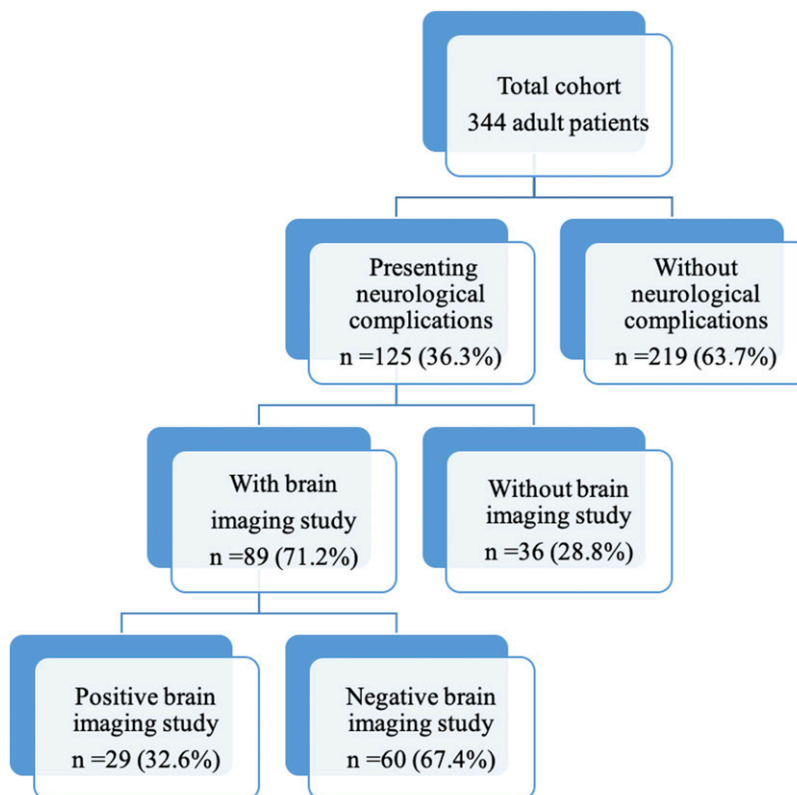 Total cohort
344 adult patients
Presenting
neurological
complications
n =125 (36.3%)
Without
neurological
complications
n =219 (63.7%)
With brain
imaging study
n =89 (71.2%)
Without brain
imaging study
n =36 (28.8%)
Positive brain
imaging study
n =29 (32.6%)
Negative brain
imaging study
n =60 (67.4%)